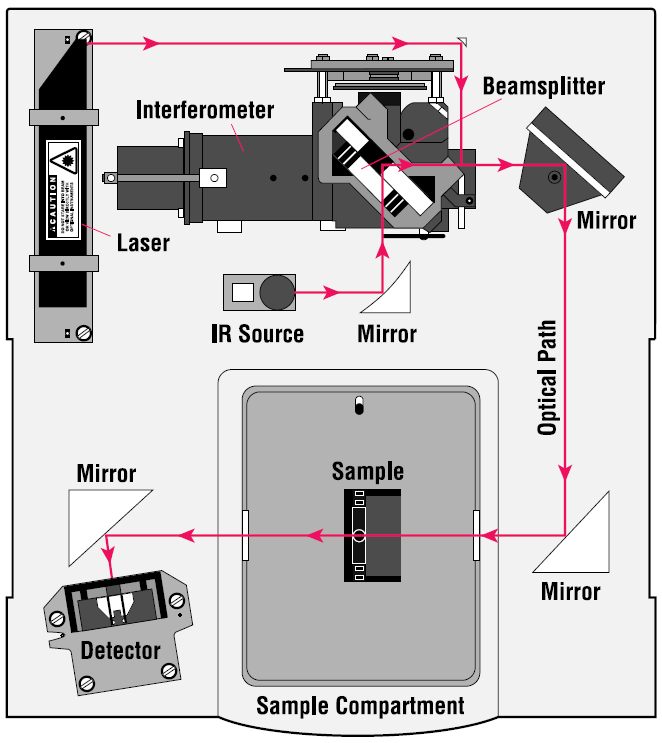 Interferometer
Beamsplitter
CAUTION
Laser
Mirror
IR Source
Mirror
Optical Path
Mirror
Sample
Mirror
Detector
Sample Compartment